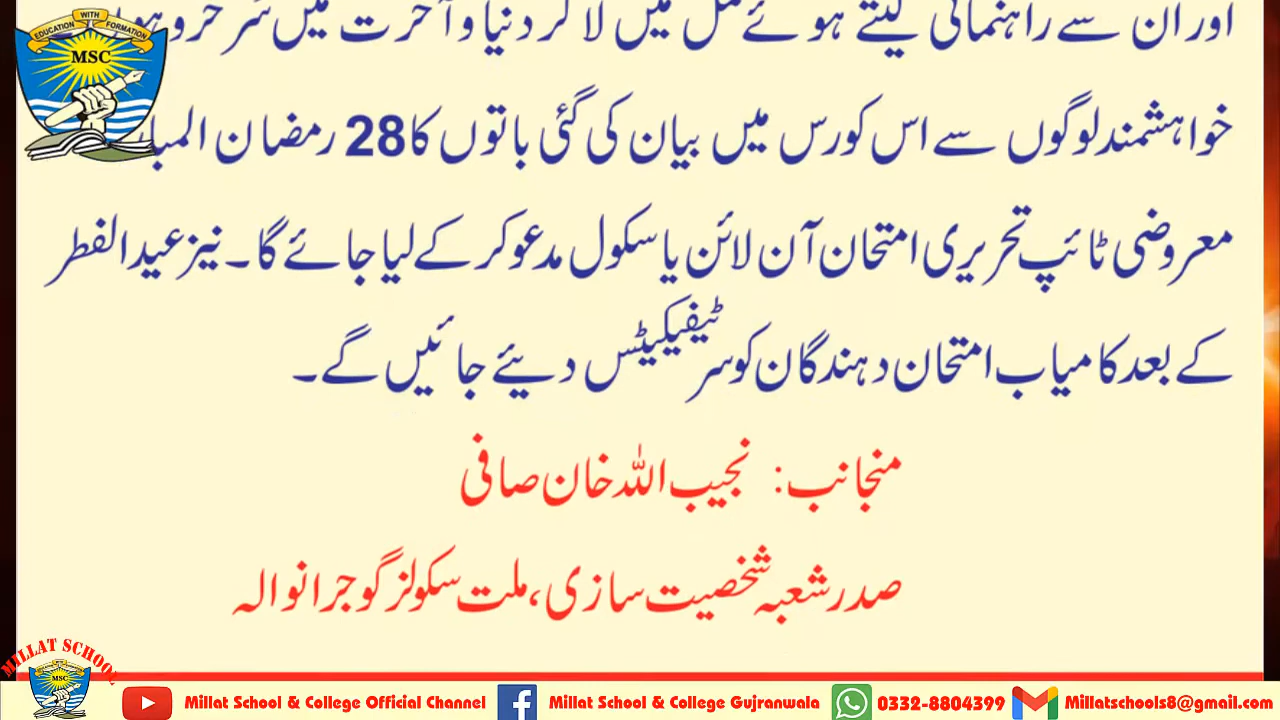 اور ان سے راہنمائی لیتے ہوئے عمل میں لا کر دنیا و آخرت میں سرخرو
خواہشمند لوگوں سے اس کورس میں بیان کی گئی باتوں کا 28 رمضان
معروضی ٹائپ تحریری امتحان آن لائن یا سکول مدعو کر کے لیا جائے گا۔ نیز عید الفطر
کے بعد کامیاب امتحان دہندگان کو سرٹیفیکیٹس دیئے جائیں گے۔
منجانب: نجیب اللہ خان صافی
صدر شعبہ شخصیت سازی، ملت سکولز گوجرانوالہ
EDUCATION WITH FORMATION
MSC
MILLAT SCHOOL
MSC
Millat School & College Official Channel Millat School & College Gujranwala 0332-8804399 Millatschools8@gmail.com